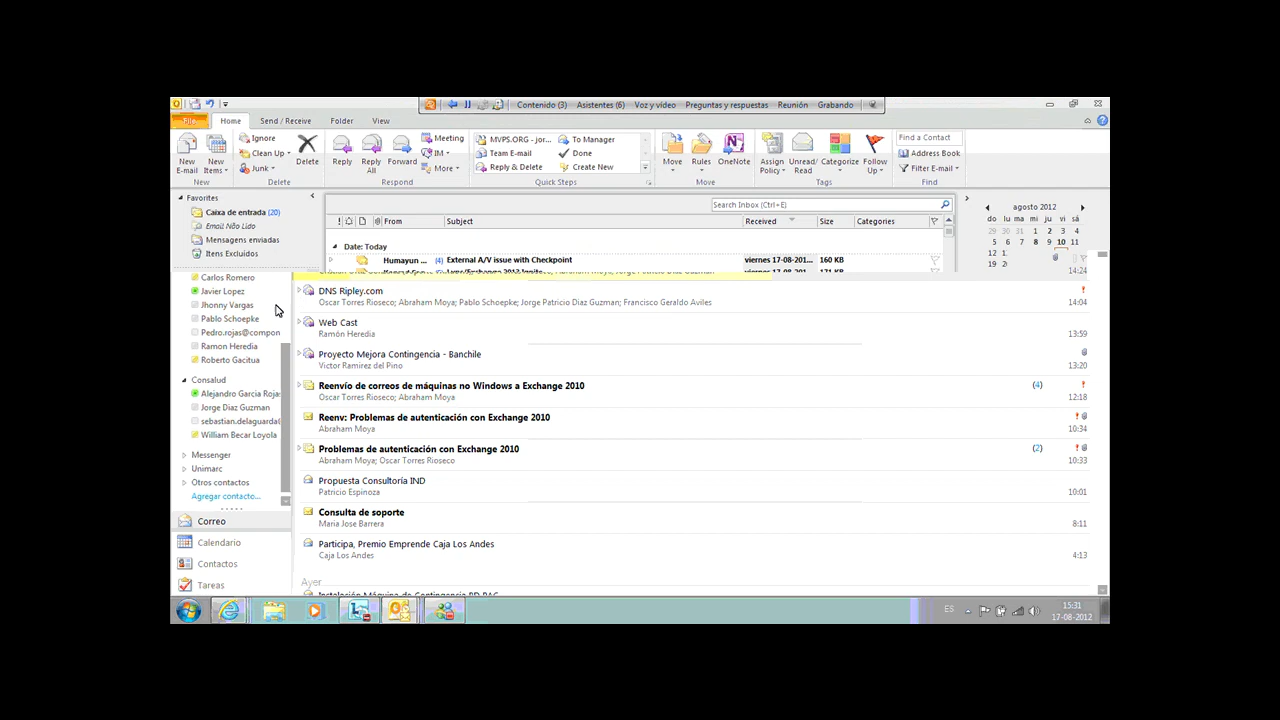 Contenido (3) Asistentes (6) Voz y vídeo Preguntas y respuestas Reunión Grabando
File Home Send / Receive Folder View
New E-mail New Items Ignore Clean Up Junk Delete Reply Reply All Forward Meeting IM More MVPS.ORG - jor... To Manager Team E-mail Done Reply & Delete Create New Move Rules OneNote Assign Policy Unread/ Read Categorize Follow Up Find a Contact Address Book Filter E-mail
New Delete Respond Quick Steps Move Tags Find
Favorites
Caixa de entrada (20)
Email Não Lido
Mensagens enviadas
Itens Excluídos
Search Inbox (Ctrl+E)
! From Subject Received Size Categories
Date: Today
Humayun ... (4) External A/V issue with Checkpoint viernes 17-08-201... 160 KB
viernes 17-08-201... 171 KB
agosto 2012
do lu ma mi ju vi sá
29 30 31 1 2 3 4
5 6 7 8 9 10 11
12 1
19 2
Carlos Romero
Javier Lopez
Jhonny Vargas
Pablo Schoepke
Pedro.rojas@compon
Ramon Heredia
Roberto Gacitua
Consalud
Alejandro Garcia Rojas
Jorge Diaz Guzman
sebastian.delaguarda@
William Becar Loyola
Messenger
Unimarc
Otros contactos
Agregar contacto...
Correo
Calendario
Contactos
Tareas
14:24
DNS Ripley.com
Oscar Torres Rioseco; Abraham Moya; Pablo Schoepke; Jorge Patricio Diaz Guzman; Francisco Geraldo Aviles 14:04
Web Cast
Ramón Heredia 13:59
Proyecto Mejora Contingencia - Banchile
Victor Ramirez del Pino 13:20
Reenvío de correos de máquinas no Windows a Exchange 2010 (4)
Oscar Torres Rioseco; Abraham Moya 12:18
Reenv: Problemas de autenticación con Exchange 2010
Abraham Moya 10:34
Problemas de autenticación con Exchange 2010 (2)
Abraham Moya; Oscar Torres Rioseco 10:33
Propuesta Consultoría IND
Patricio Espinoza 10:01
Consulta de soporte
Maria Jose Barrera 8:11
Participa, Premio Emprende Caja Los Andes
Caja Los Andes 4:13
Ayer
ES 15:31
17-08-2012